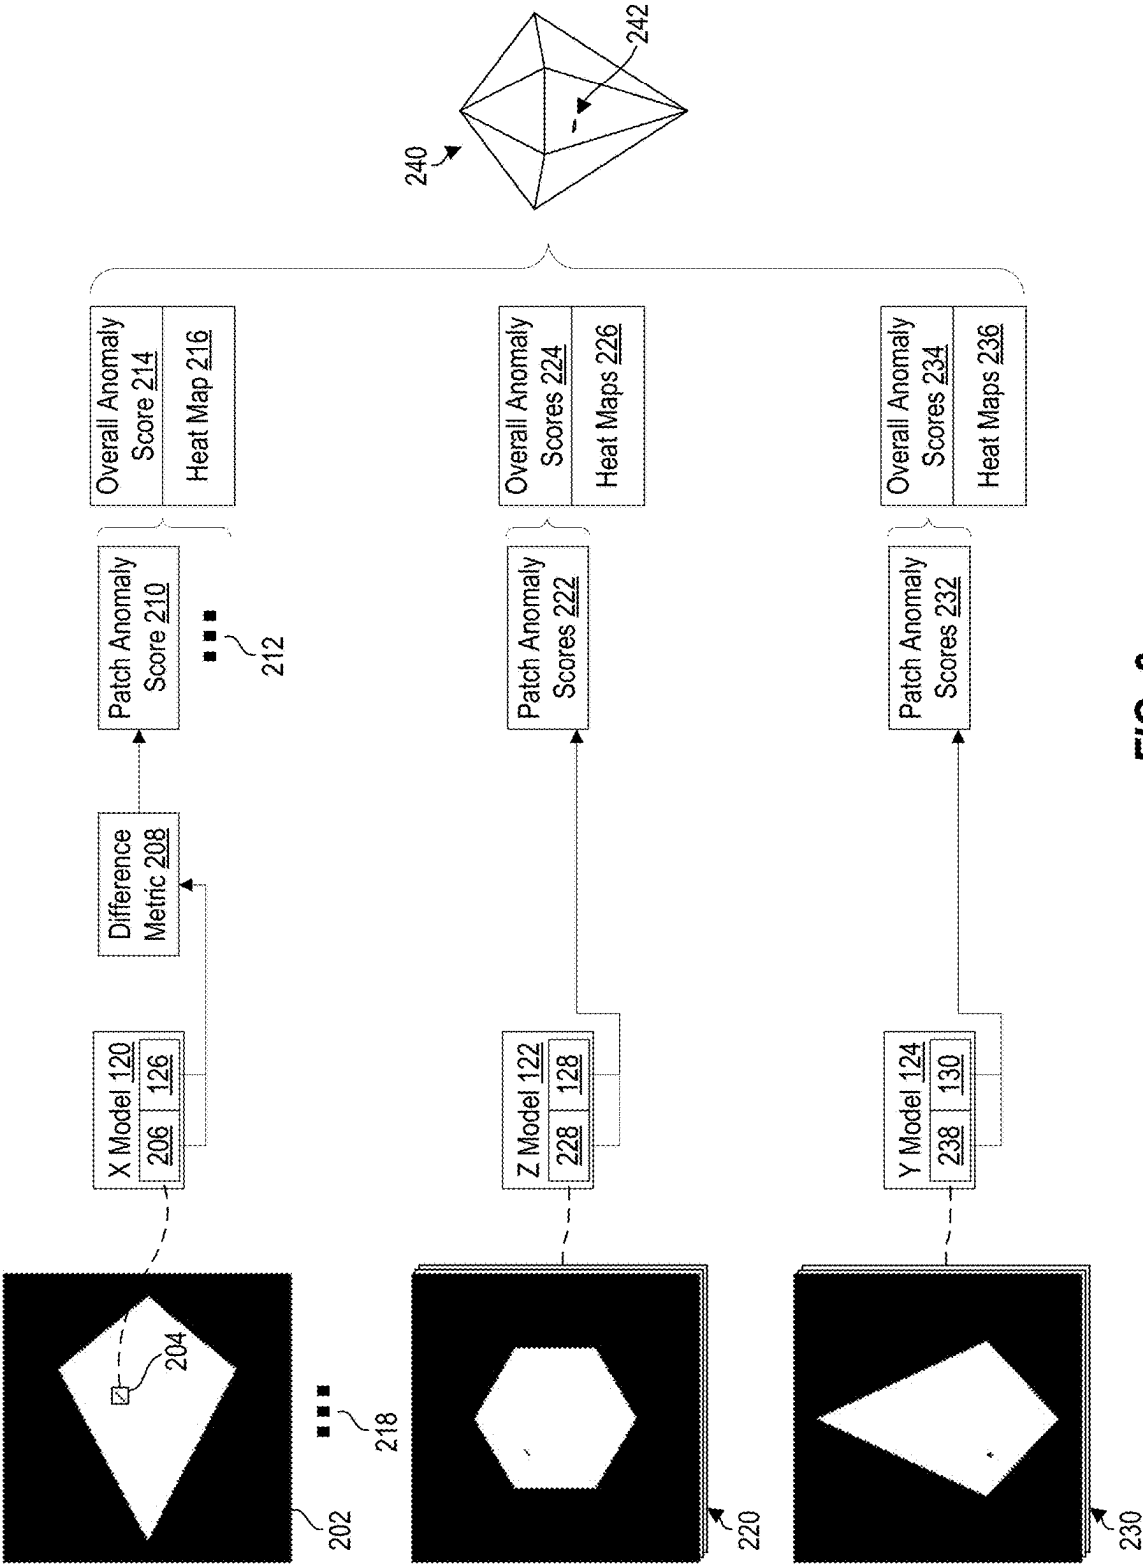 202
204
218
X Model 120
206 126
Difference
Metric 208
Patch Anomaly
Score 210
212
Overall Anomaly
Score 214
Heat Map 216
220
Z Model 122
228 128
Patch Anomaly
Scores 222
Overall Anomaly
Scores 224
Heat Maps 226
230
Y Model 124
238 130
Patch Anomaly
Scores 232
Overall Anomaly
Scores 234
Heat Maps 236
240
242